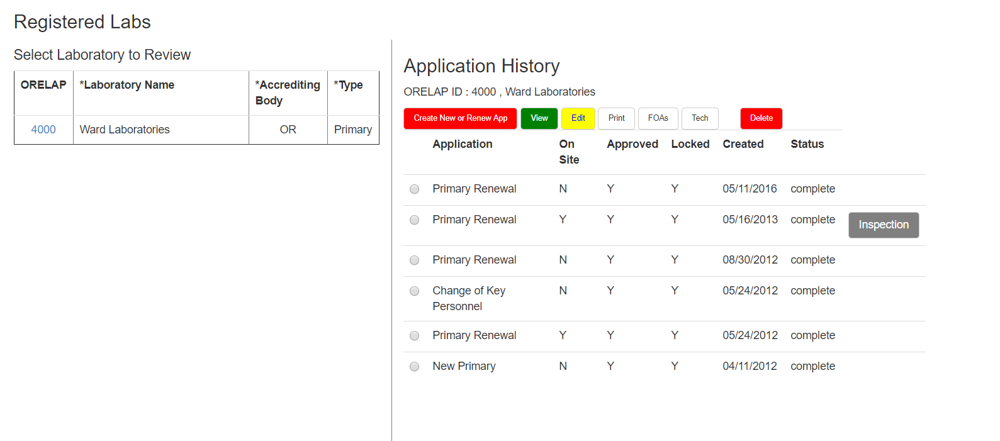 Registered Labs
Select Laboratory to Review
ORELAP *Laboratory Name *Accrediting Body *Type
4000 Ward Laboratories OR Primary
Application History
ORELAP ID : 4000 , Ward Laboratories
Create New or Renew App View Edit Print FOAs Tech Delete
Application On Site Approved Locked Created Status
Primary Renewal N Y Y 05/11/2016 complete
Primary Renewal Y Y Y 05/16/2013 complete Inspection
Primary Renewal N Y Y 08/30/2012 complete
Change of Key Personnel N Y Y 05/24/2012 complete
Primary Renewal Y Y Y 05/24/2012 complete
New Primary N Y Y 04/11/2012 complete